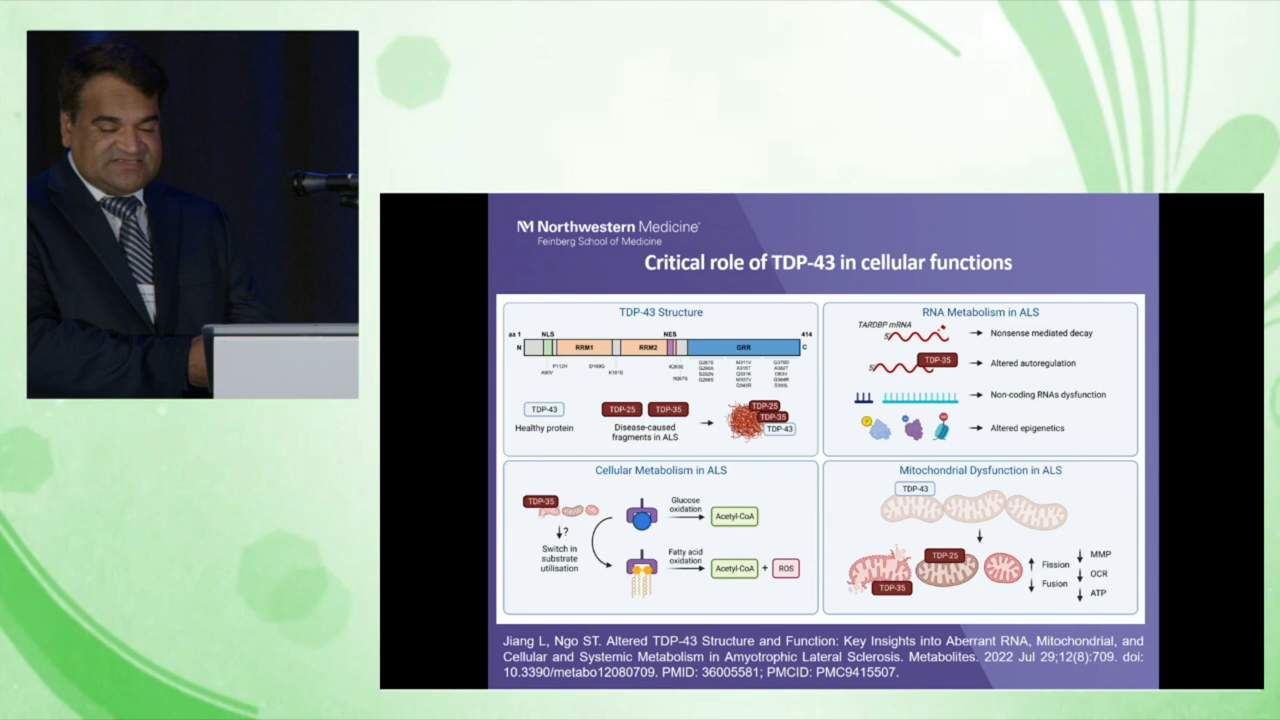 Northwestern Medicine
Feinberg School of Medicine
Critical role of TDP-43 in cellular functions
TDP-43 Structure
aa 1
NLS
NES
414
N
RRM1
RRM2
GRR
C
A90V
P112H
D169G
K181E
K263E
N267S
TDP-43
TDP-25
TDP-35
TDP-25
TDP-35
TDP-43
Healthy protein
Disease-caused
fragments in ALS
RNA Metabolism in ALS
TARDBP mRNA
5'
Nonsense mediated decay
TDP-35
5'
Altered autoregulation
Non-coding RNAs dysfunction
Altered epigenetics
Cellular Metabolism in ALS
TDP-35
?
Switch in
substrate
utilisation
Glucose
oxidation
Acetyl-CoA
Fatty acid
oxidation
Acetyl-CoA + ROS
Mitochondrial Dysfunction in ALS
TDP-43
TDP-25
TDP-35
Fission
Fusion
MMP
OCR
ATP
Jiang L, Ngo ST. Altered TDP-43 Structure and Function: Key Insights into Aberrant RNA, Mitochondrial, and
Cellular and Systemic Metabolism in Amyotrophic Lateral Sclerosis. Metabolites. 2022 Jul 29;12(8):709. doi:
10.3390/metabo12080709. PMID: 36005581; PMCID: PMC9415507.